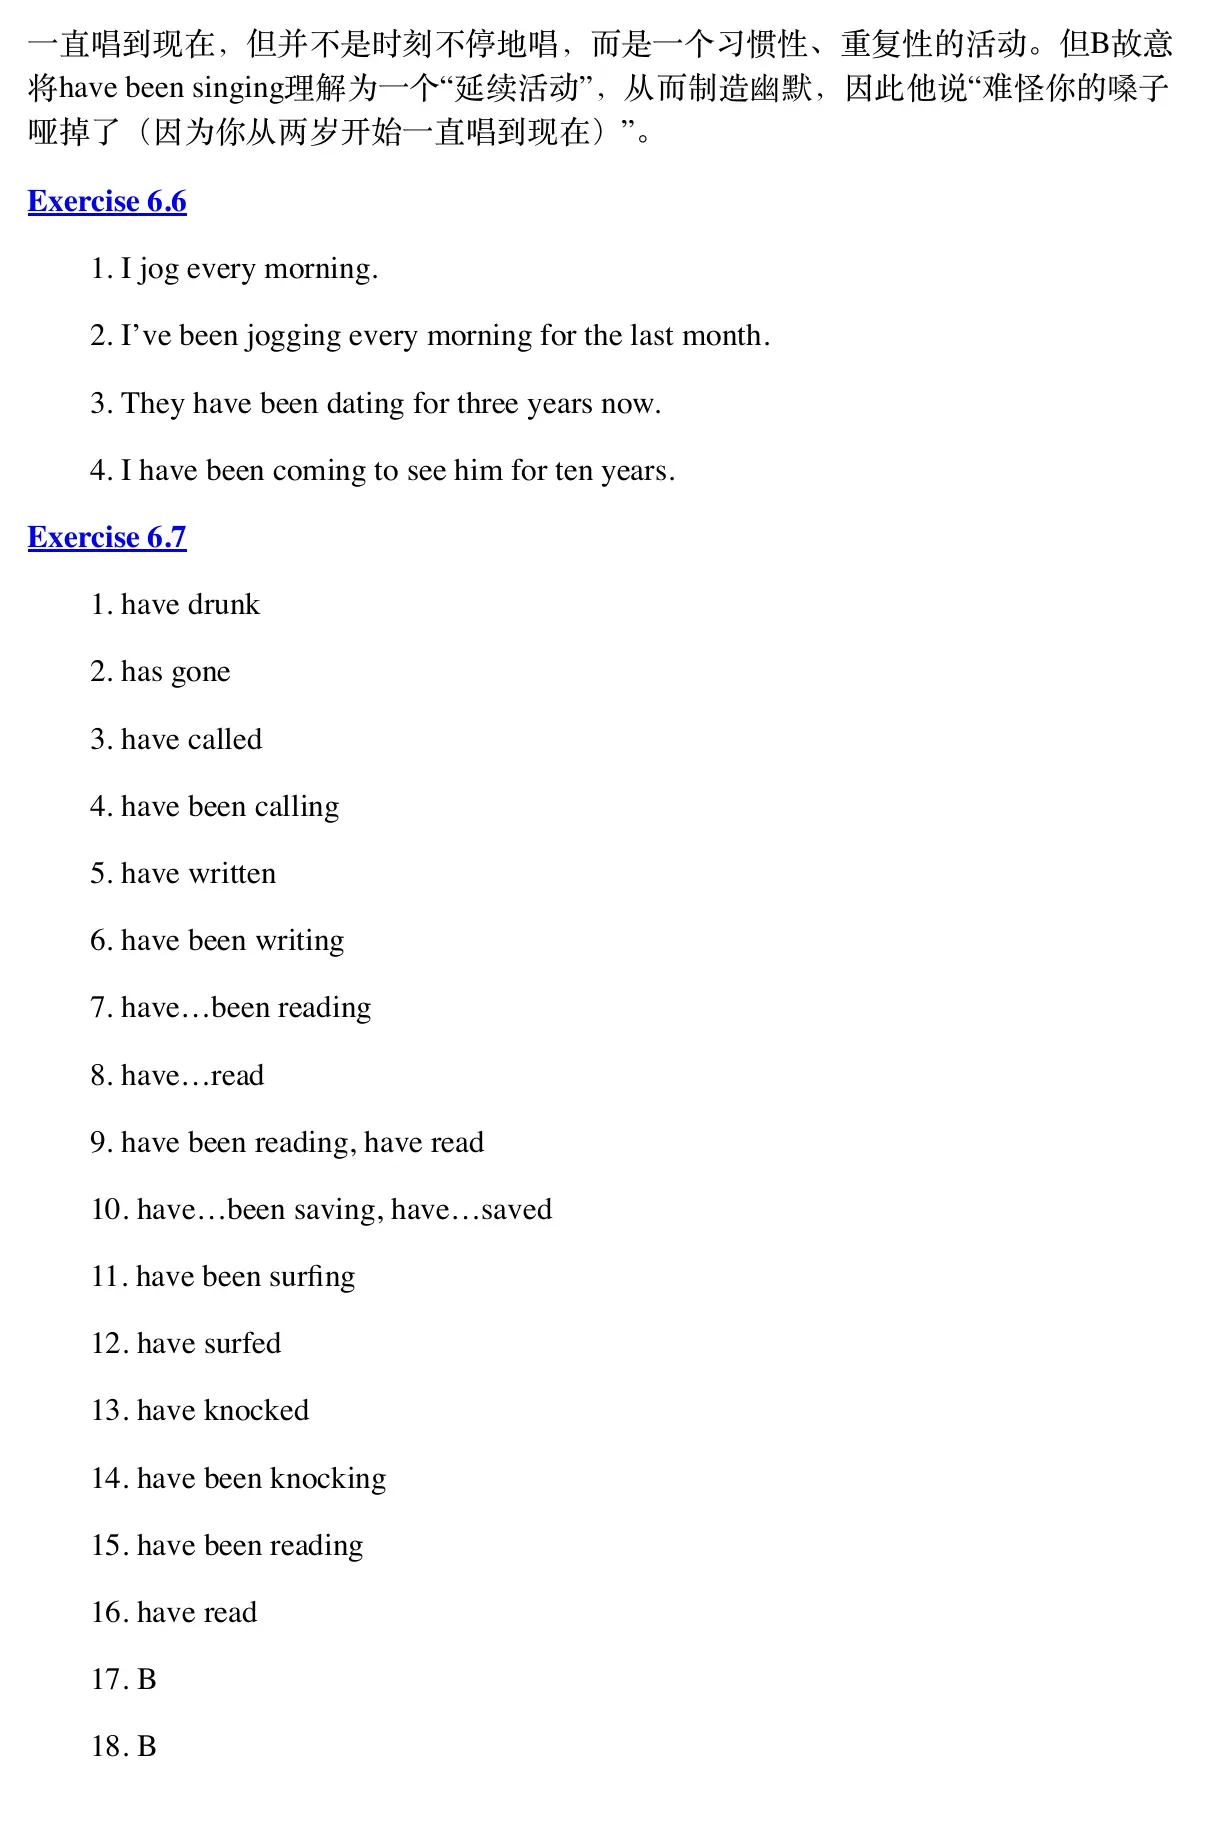 一直唱到现在，但并不是时刻不停地唱，而是一个习惯性、重复性的活动。但B故意
将have been singing理解为一个“延续活动”，从而制造幽默，因此他说“难怪你的嗓子
哑掉了（因为你从两岁开始一直唱到现在）”。
Exercise 6.6
1. I jog every morning.
2. I’ve been jogging every morning for the last month.
3. They have been dating for three years now.
4. I have been coming to see him for ten years.
Exercise 6.7
1. have drunk
2. has gone
3. have called
4. have been calling
5. have written
6. have been writing
7. have…been reading
8. have…read
9. have been reading, have read
10. have…been saving, have…saved
11. have been surfing
12. have surfed
13. have knocked
14. have been knocking
15. have been reading
16. have read
17. B
18. B